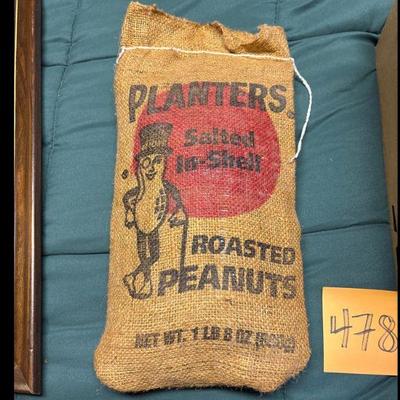 PLANTERS
Salted
In-Shell
ROASTED
PEANUTS
NET WT. 1 LB 8 OZ
478